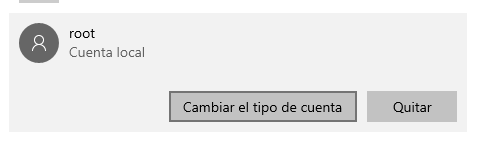 root
Cuenta local
Cambiar el tipo de cuenta
Quitar